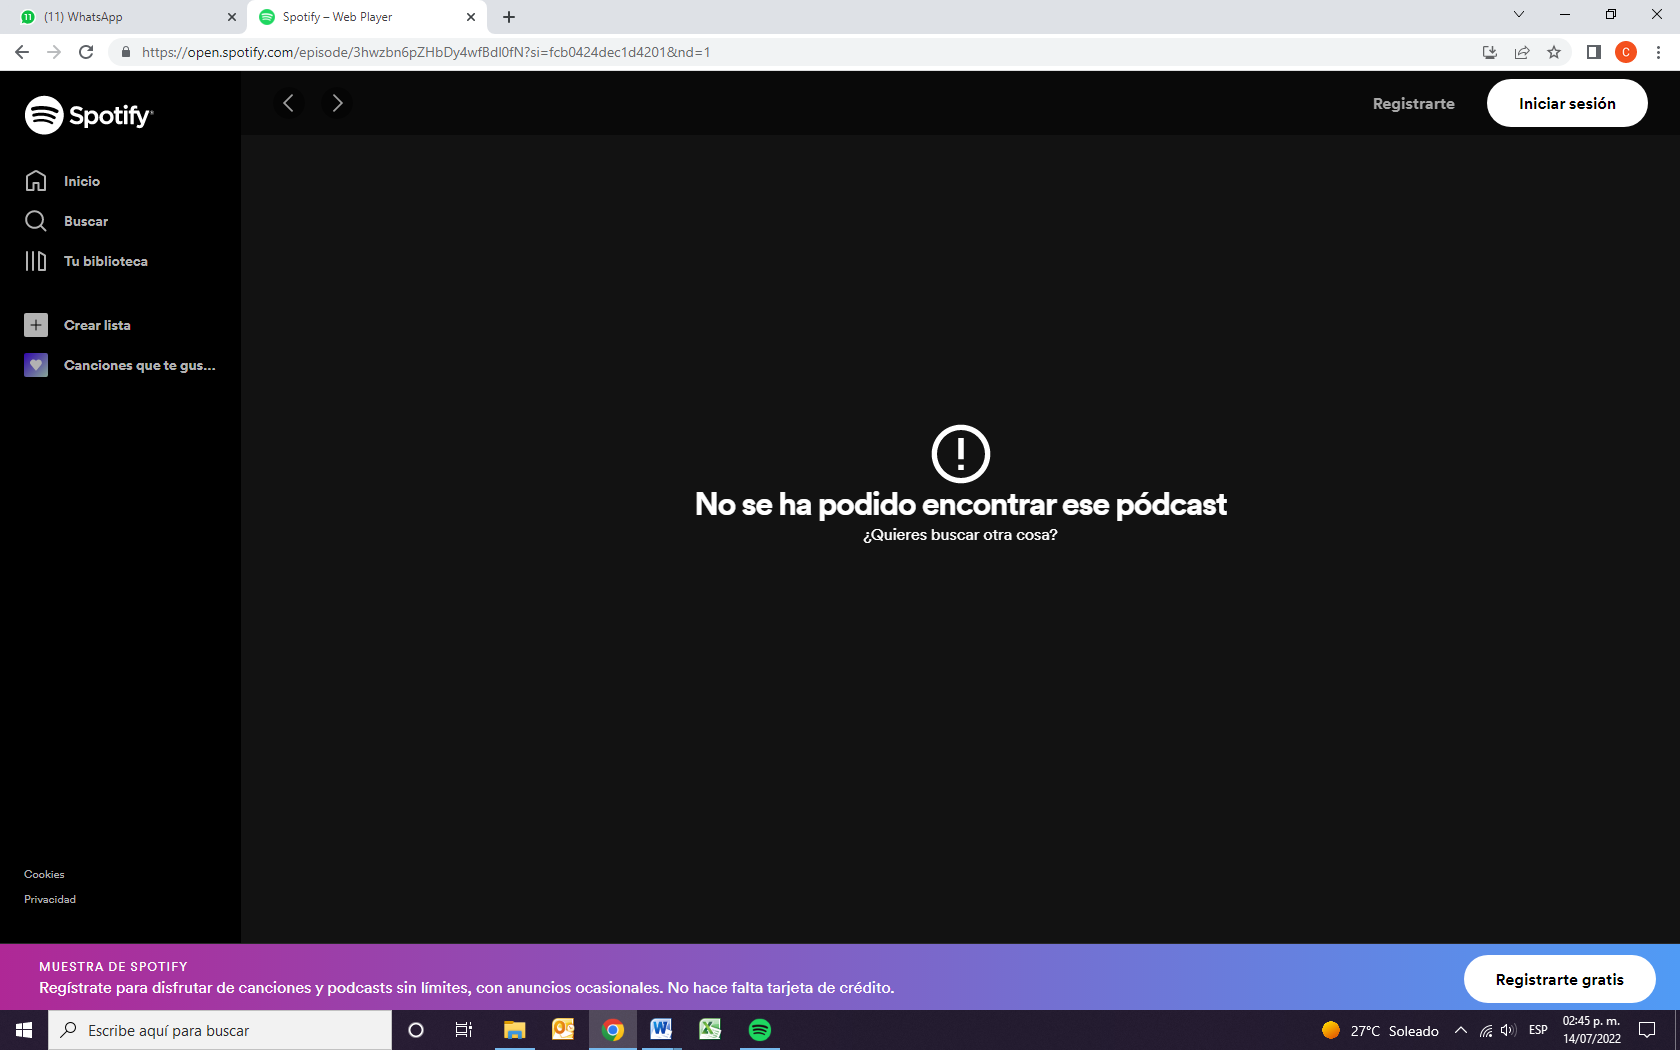 (11) WhatsApp
Spotify – Web Player
https://open.spotify.com/episode/3hwzbn6pZHbDy4wfBdl0fN?si=fcb0424dec1d4201&nd=1
C
Spotify
Registrarte
Iniciar sesión
Inicio
Buscar
Tu biblioteca
Crear lista
Canciones que te gus...
No se ha podido encontrar ese pódcast
¿Quieres buscar otra cosa?
Cookies
Privacidad
MUESTRA DE SPOTIFY
Regístrate para disfrutar de canciones y podcasts sin límites, con anuncios ocasionales. No hace falta tarjeta de crédito.
Registrarte gratis
Escribe aquí para buscar
27°C Soleado
ESP
02:45 p. m.
14/07/2022